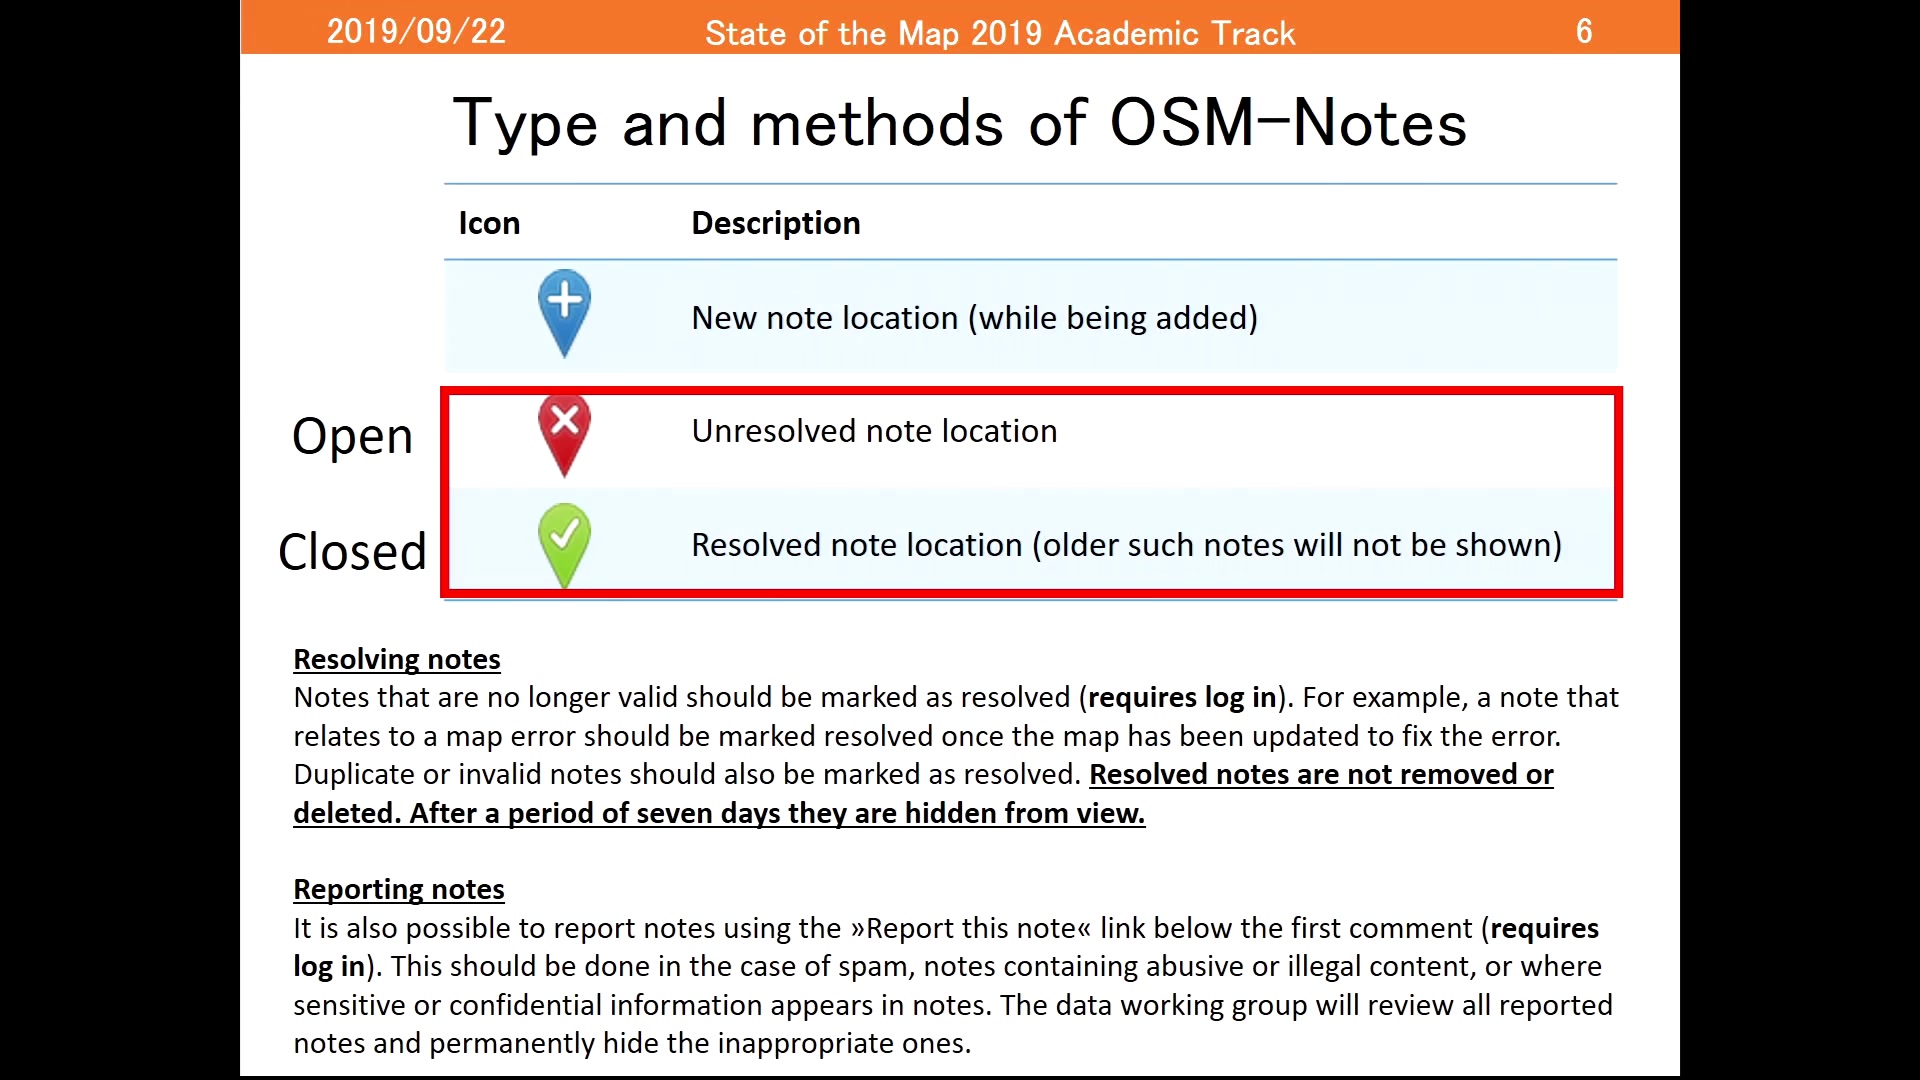 2019/09/22 State of the Map 2019 Academic Track 6
Type and methods of OSM-Notes
Icon Description
New note location (while being added)
Open Unresolved note location
Closed Resolved note location (older such notes will not be shown)
Resolving notes
Notes that are no longer valid should be marked as resolved (requires log in). For example, a note that
relates to a map error should be marked resolved once the map has been updated to fix the error.
Duplicate or invalid notes should also be marked as resolved. Resolved notes are not removed or
deleted. After a period of seven days they are hidden from view.
Reporting notes
It is also possible to report notes using the »Report this note« link below the first comment (requires
log in). This should be done in the case of spam, notes containing abusive or illegal content, or where
sensitive or confidential information appears in notes. The data working group will review all reported
notes and permanently hide the inappropriate ones.